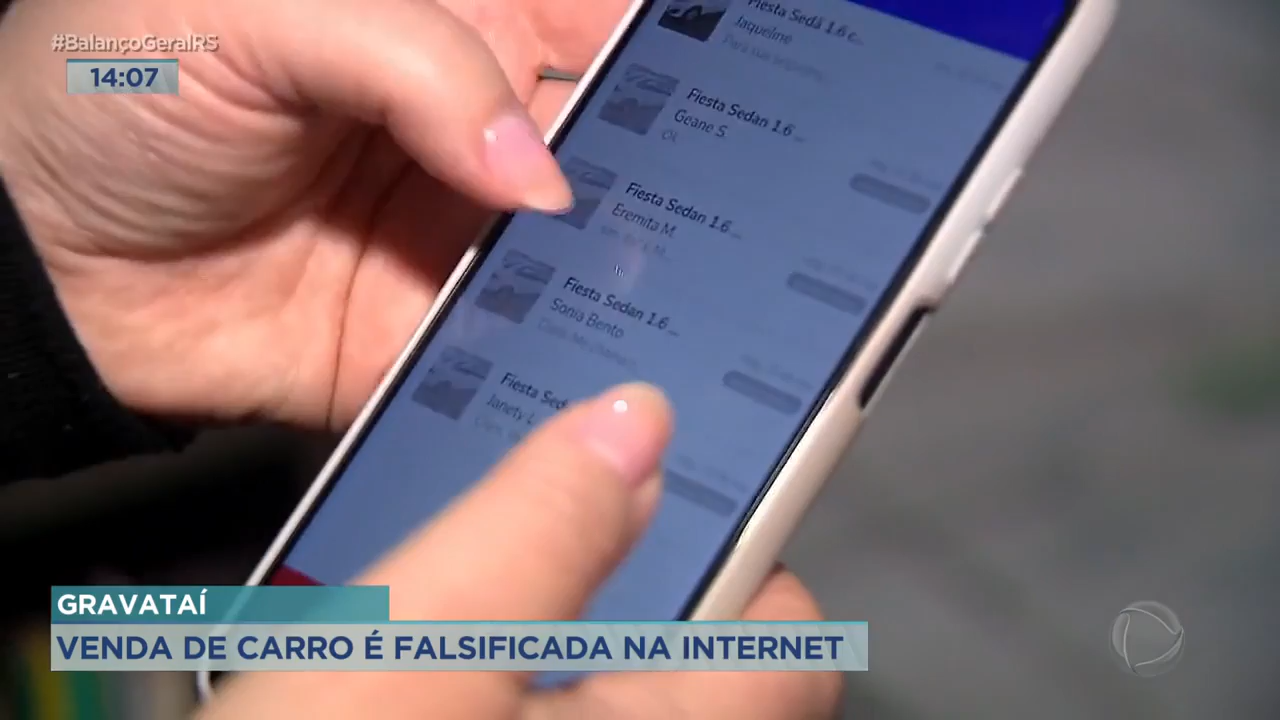 #BalançoGeralRS
14:07
Fiesta Sedã 1.6 c...
Jaqueline
Fiesta Sedan 1.6 ...
Geane S.
Fiesta Sedan 1.6 ...
Eremita M.
Fiesta Sedan 1.6 ...
Sonia Bento
Fiesta Sed
Janety L
GRAVATAÍ
VENDA DE CARRO É FALSIFICADA NA INTERNET